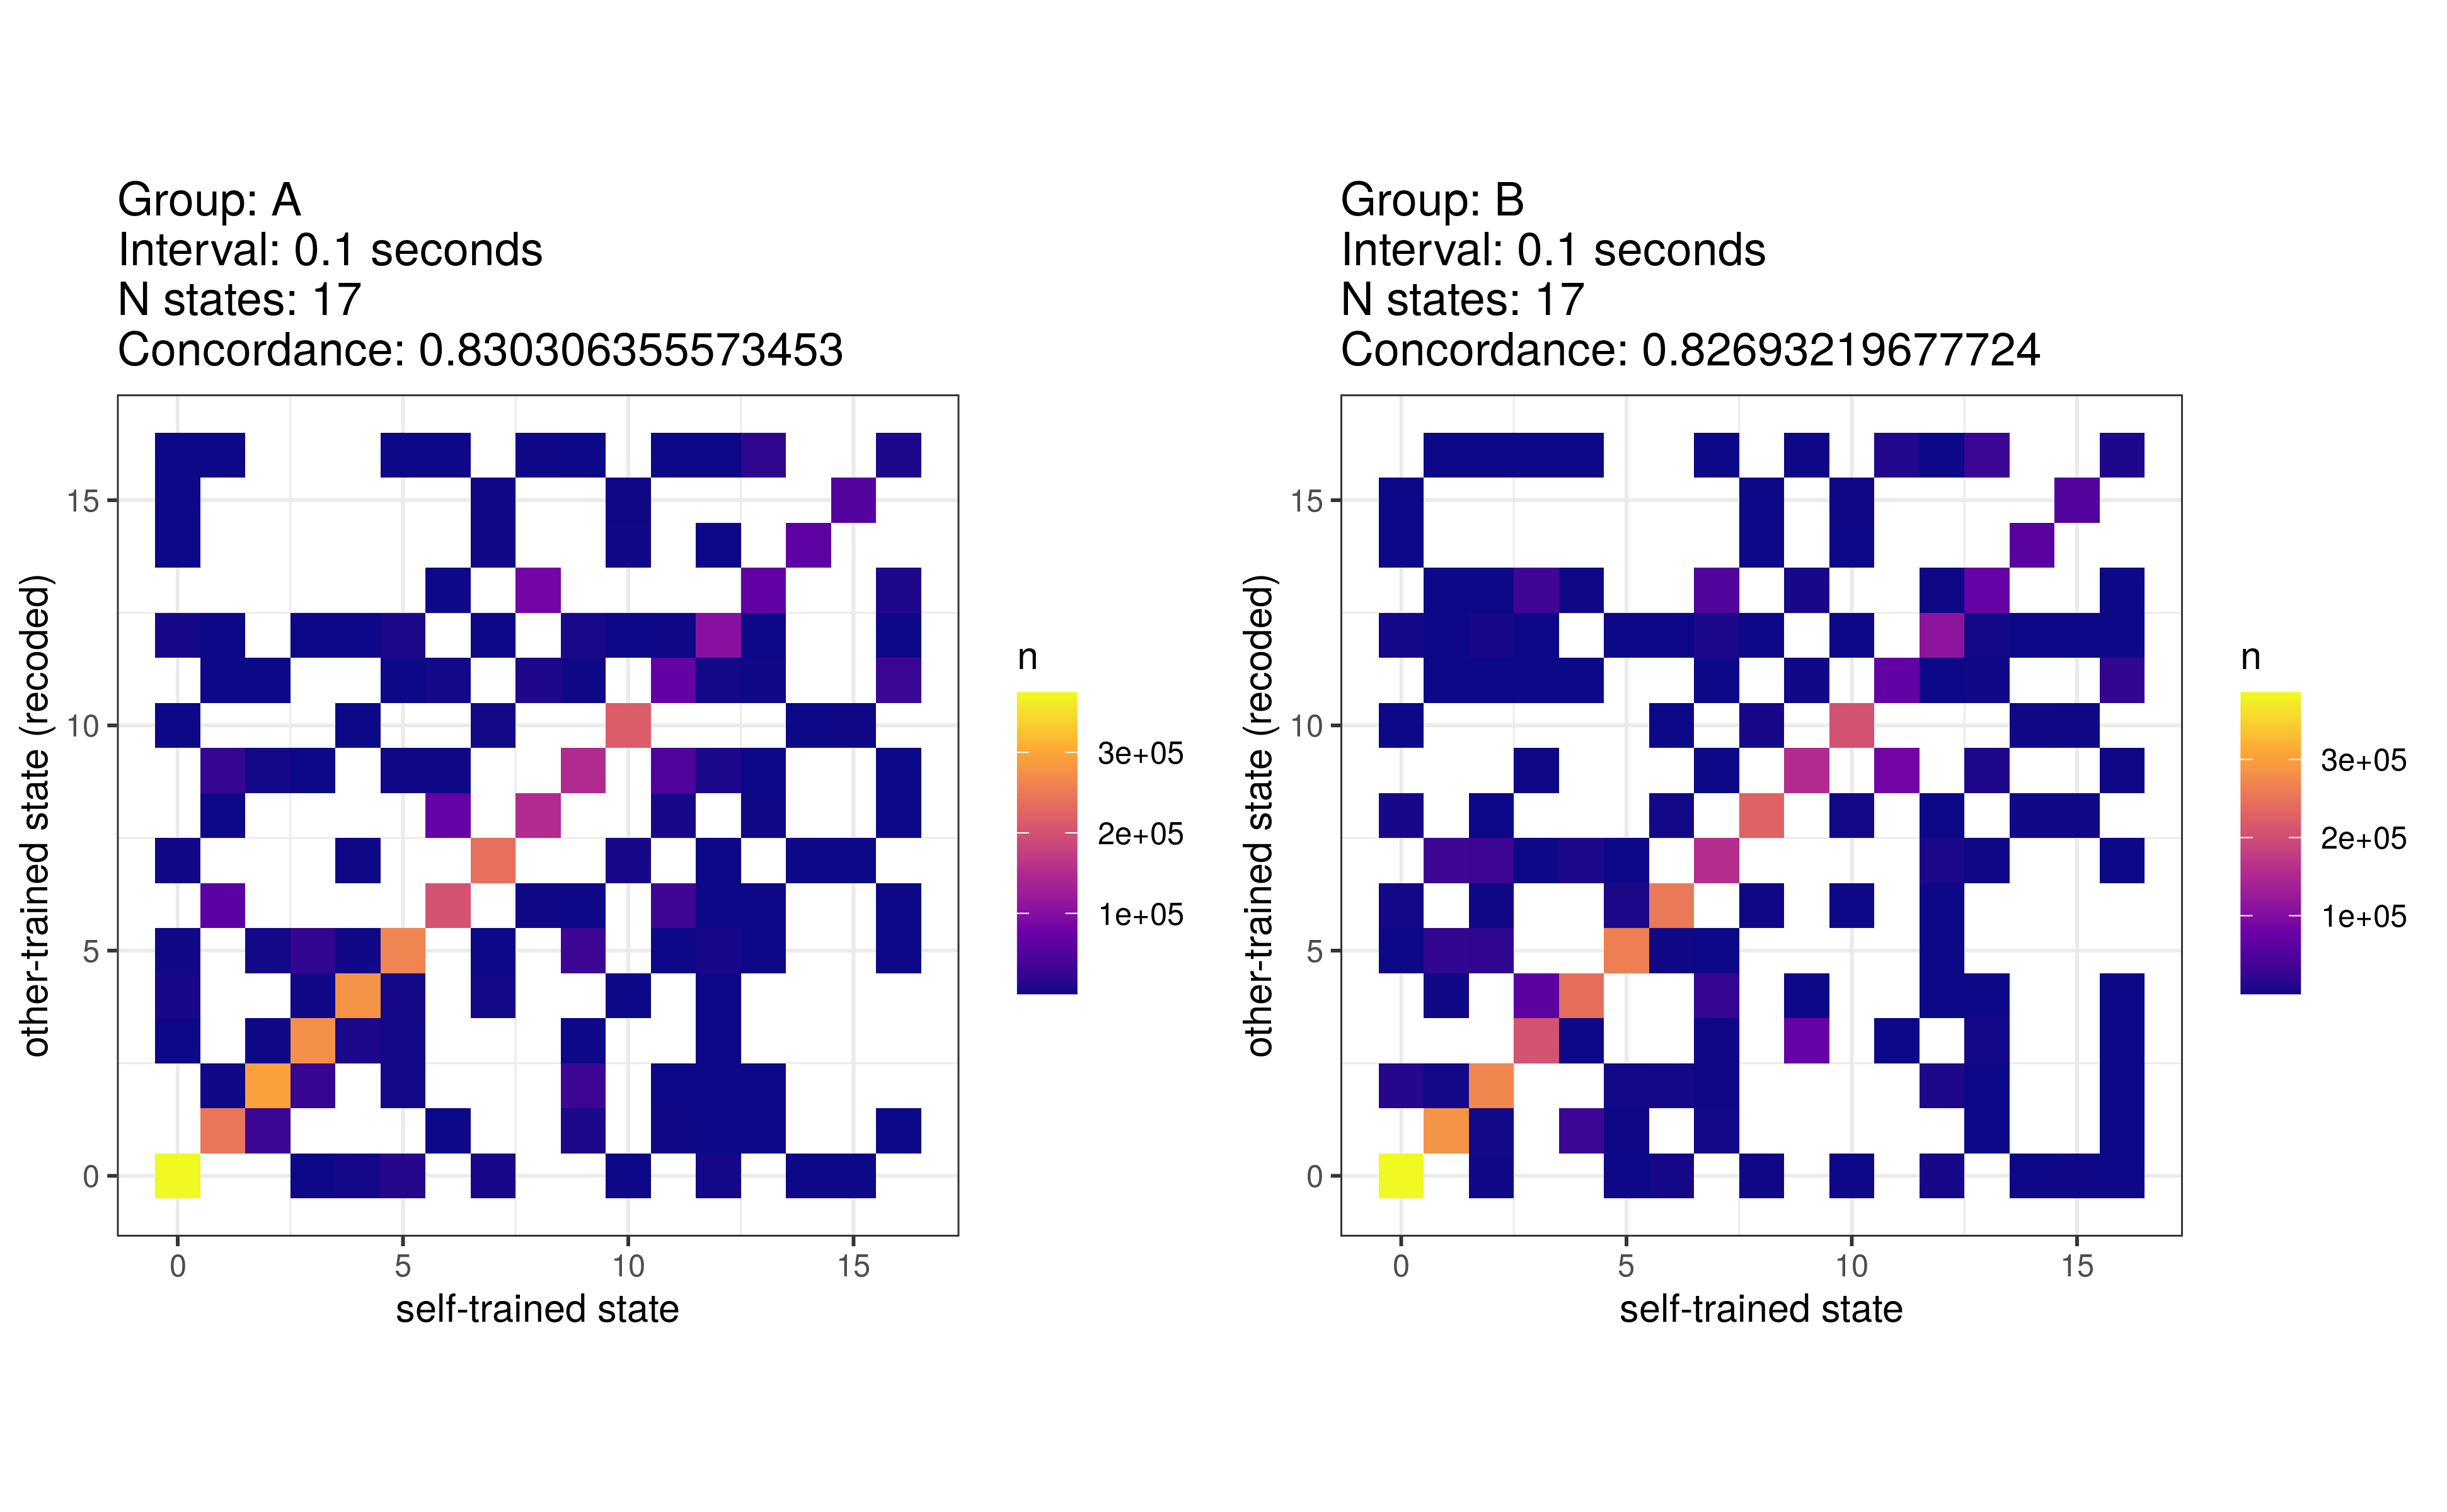 Group: A
Interval: 0.1 seconds
N states: 17
Concordance: 0.830306355573453
other-trained state (recoded)
15
10
5
0
0 5 10 15
self-trained state
n
3e+05
2e+05
1e+05
Group: B
Interval: 0.1 seconds
N states: 17
Concordance: 0.82693219677724
other-trained state (recoded)
15
10
5
0
0 5 10 15
self-trained state
n
3e+05
2e+05
1e+05